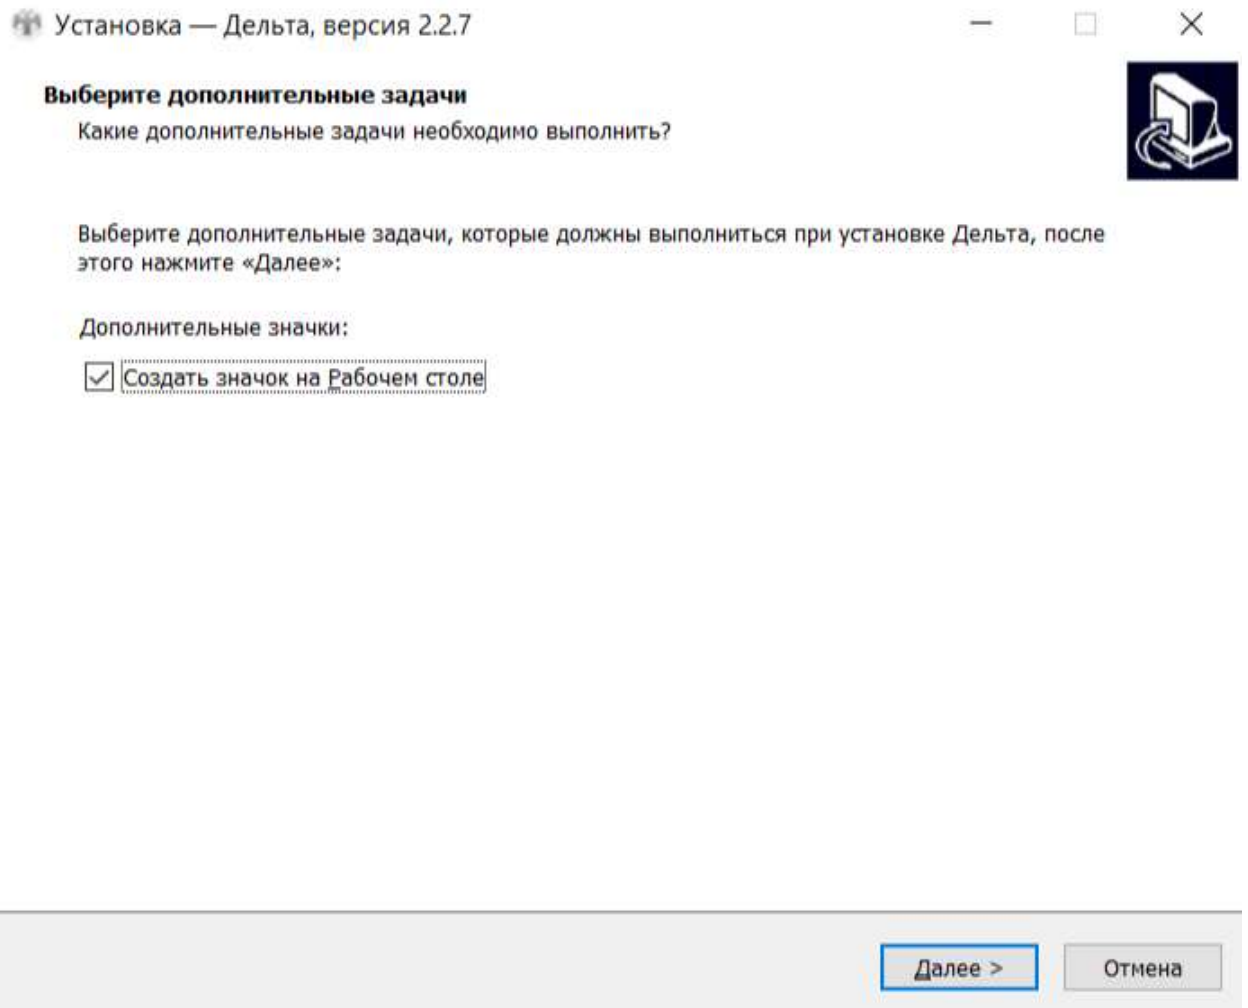 Установка — Дельта, версия 2.2.7
Выберите дополнительные задачи
Какие дополнительные задачи необходимо выполнить?
Выберите дополнительные задачи, которые должны выполниться при установке Дельта, после
этого нажмите «Далее»:
Дополнительные значки:
Создать значок на Рабочем столе
Далее >
Отмена